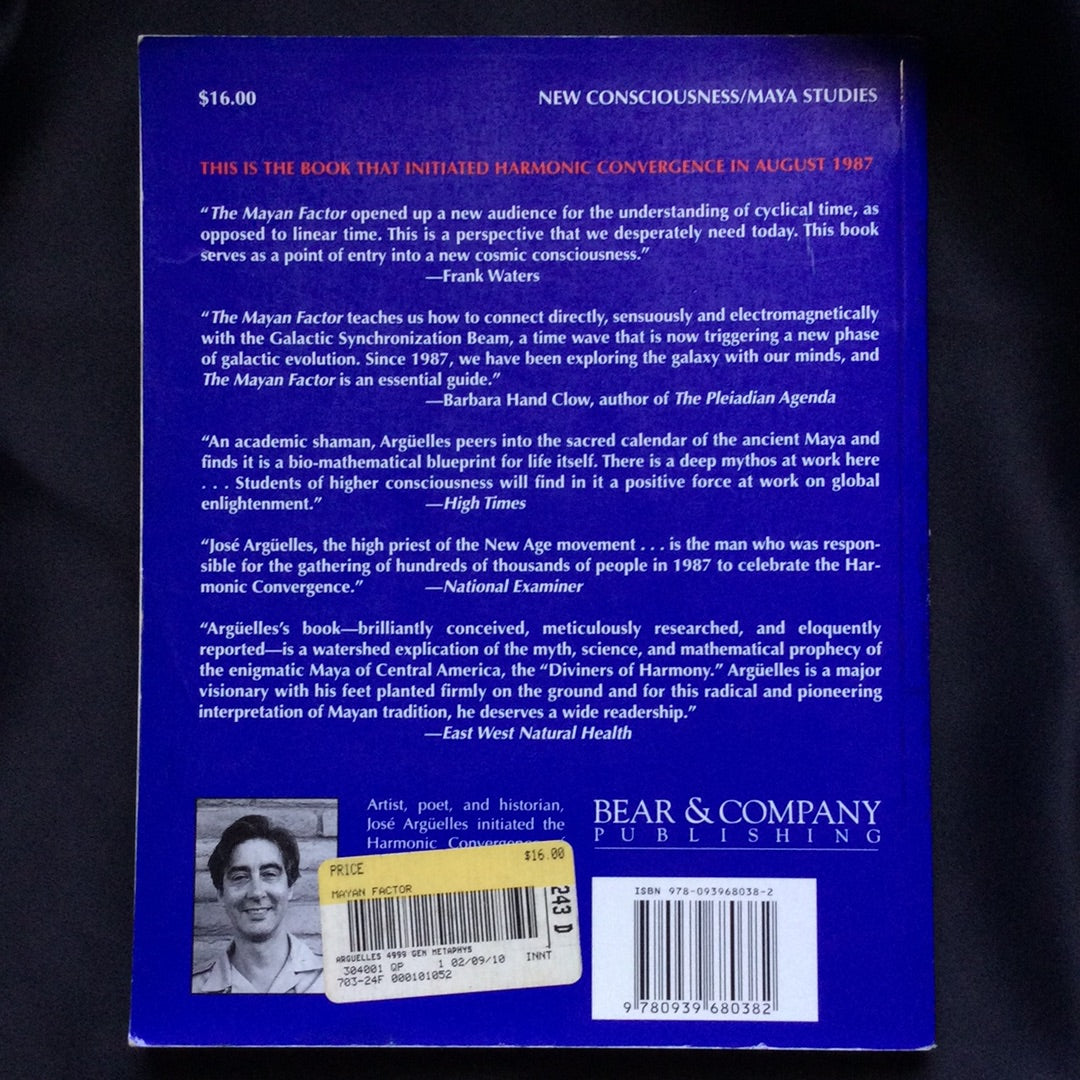 $16.00
NEW CONSCIOUSNESS/MAYA STUDIES
THIS IS THE BOOK THAT INITIATED HARMONIC CONVERGENCE IN AUGUST 1987
“The Mayan Factor opened up a new audience for the understanding of cyclical time, as
opposed to linear time. This is a perspective that we desperately need today. This book
serves as a point of entry into a new cosmic consciousness.”
—Frank Waters
“The Mayan Factor teaches us how to connect directly, sensuously and electromagnetically
with the Galactic Synchronization Beam, a time wave that is now triggering a new phase
of galactic evolution. Since 1987, we have been exploring the galaxy with our minds, and
The Mayan Factor is an essential guide.”
—Barbara Hand Clow, author of The Pleiadian Agenda
“An academic shaman, Argüelles peers into the sacred calendar of the ancient Maya and
finds it is a bio-mathematical blueprint for life itself. There is a deep mythos at work here
. . . Students of higher consciousness will find in it a positive force at work on global
enlightenment.” —High Times
“José Argüelles, the high priest of the New Age movement . . . is the man who was respon-
sible for the gathering of hundreds of thousands of people in 1987 to celebrate the Har-
monic Convergence.” —National Examiner
“Argüelles’s book—brilliantly conceived, meticulously researched, and eloquently
reported—is a watershed explication of the myth, science, and mathematical prophecy of
the enigmatic Maya of Central America, the “Diviners of Harmony.” Argüelles is a major
visionary with his feet planted firmly on the ground and for this radical and pioneering
interpretation of Mayan tradition, he deserves a wide readership.”
—East West Natural Health
Artist, poet, and historian,
José Argüelles initiated the
Harmonic Convergence
BEAR & COMPANY
PUBLISHING
PRICE
$16.00
MAYAN FACTOR
243 D
ARGUELLES 4999 GEN METAPHYS
304001 QP 1 02/09/10 INNT
703-24F 000101052
ISBN 978-093968038-2
9 780939 680382